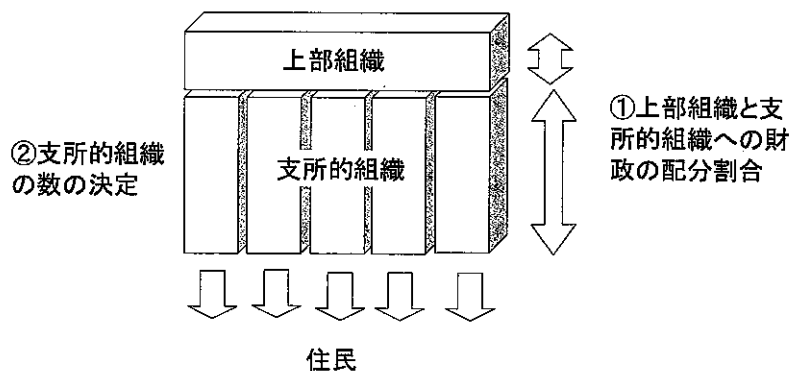 上部組織
①上部組織と支
所的組織への財
政の配分割合
②支所的組織
の数の決定
支所的組織
住民